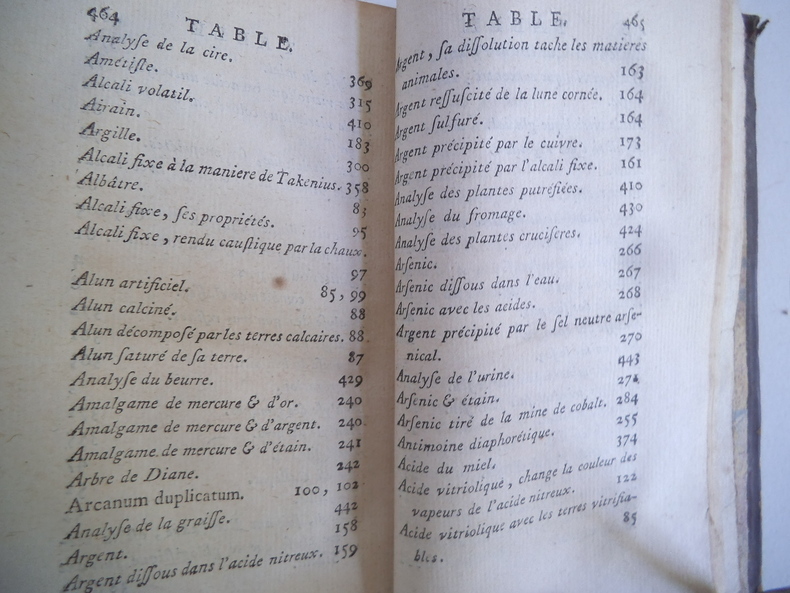 464 TABLE.
Analyſe de la cire. 369
Amétiſte. 315
Alcali volatil. 410
Airain. 183
Argille. 300
Alcali fixe à la maniere de Takenius. 358
Albâtre. 83
Alcali fixe, ſes propriétés. 95
Alcali fixe, rendu cauſtique par la chaux.
97
Alun artificiel. 85, 99
Alun calciné. 88
Alun décompoſé par les terres calcaires. 88
Alun ſaturé de ſa terre. 87
Analyſe du beurre. 429
Amalgame de mercure & d'or. 240
Amalgame de mercure & d'argent. 240
Amalgame de mercure & d'étain. 241
Arbre de Diane. 242
Arcanum duplicatum. 100, 102
Analyſe de la graiſſe. 442
Argent. 158
Argent diſſous dans l'acide nitreux. 159
TABLE. 465
Argent, ſa diſſolution tache les matieres
animales. 163
Argent reſſuſcité de la lune cornée. 164
Argent ſulfuré. 164
Argent précipité par le cuivre. 173
Argent précipité par l'alcali fixe. 161
Analyſe des plantes putréfiées. 410
Analyſe du fromage. 430
Analyſe des plantes cruciferes. 424
Arſenic. 266
Arſenic diſſous dans l'eau. 267
Arſenic avec les acides. 268
Argent précipité par le ſel neutre arſe-
nical. 270
Analyſe de l'urine. 443
Arſenic & étain. 271
Arſenic tiré de la mine de cobalt. 284
Antimoine diaphorétique. 255
Acide du miel. 374
Acide vitriolique, change la couleur des
vapeurs de l'acide nitreux. 122
Acide vitriolique avec les terres vitrifia-
bles. 85